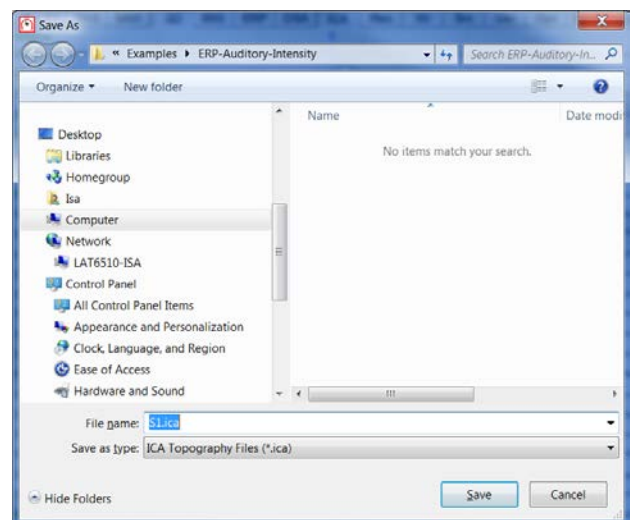 Save As
« Examples ERP-Auditory-Intensity
Search ERP-Auditory-In...
Organize New folder
Name Date modi
No items match your search.
Desktop
Libraries
Homegroup
Isa
Computer
Network
LAT6510-ISA
Control Panel
All Control Panel Items
Appearance and Personalization
Clock, Language, and Region
Ease of Access
Hardware and Sound
File name: S1.ica
Save as type: ICA Topography Files (*.ica)
Hide Folders
Save Cancel